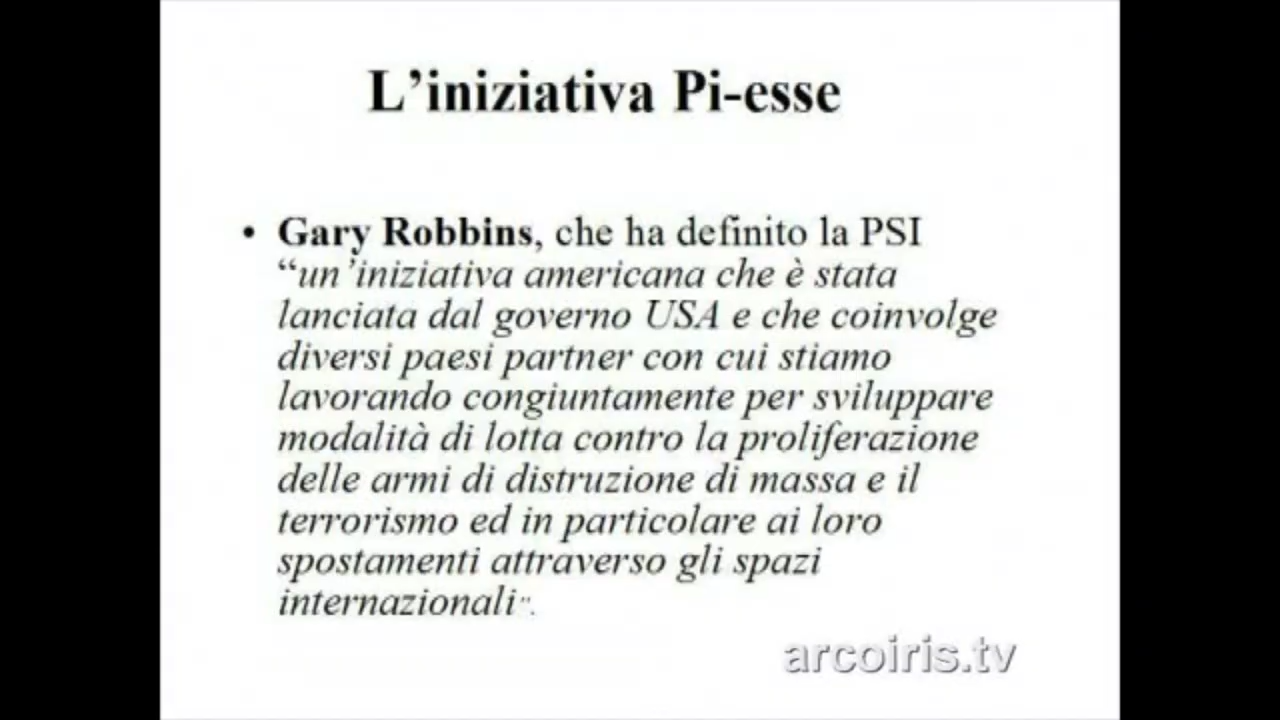 L’iniziativa Pi-esse
• Gary Robbins, che ha definito la PSI
“un’iniziativa americana che è stata
lanciata dal governo USA e che coinvolge
diversi paesi partner con cui stiamo
lavorando congiuntamente per sviluppare
modalità di lotta contro la proliferazione
delle armi di distruzione di massa e il
terrorismo ed in particolare ai loro
spostamenti attraverso gli spazi
internazionali”.
arcoiris.tv